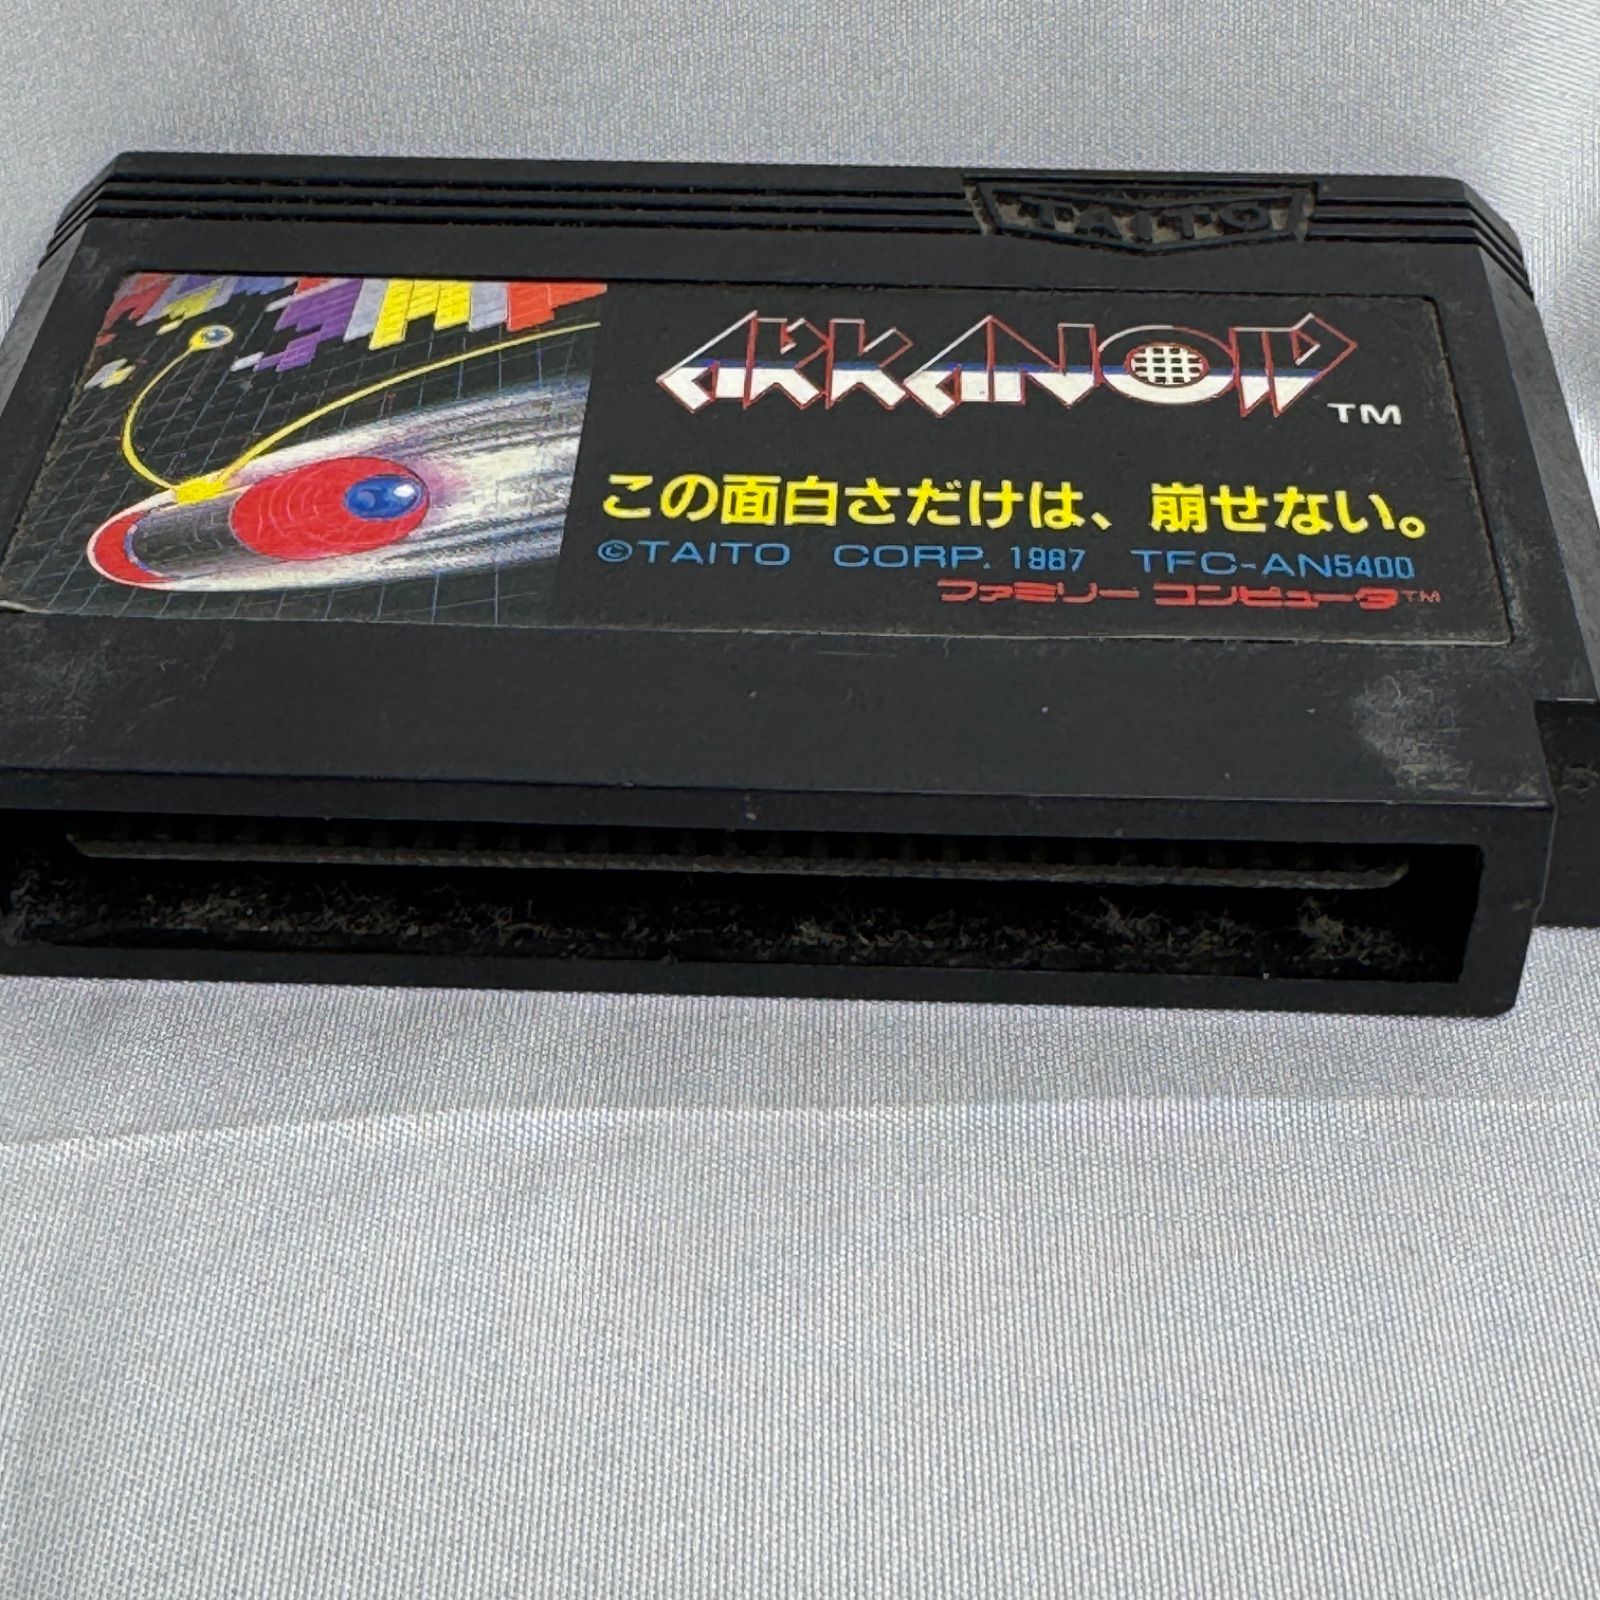 TAITO
ARKANOID TM
この面白さだけは、崩せない。
©TAITO CORP. 1987 TFC-AN5400
ファミリー コンピュータTM